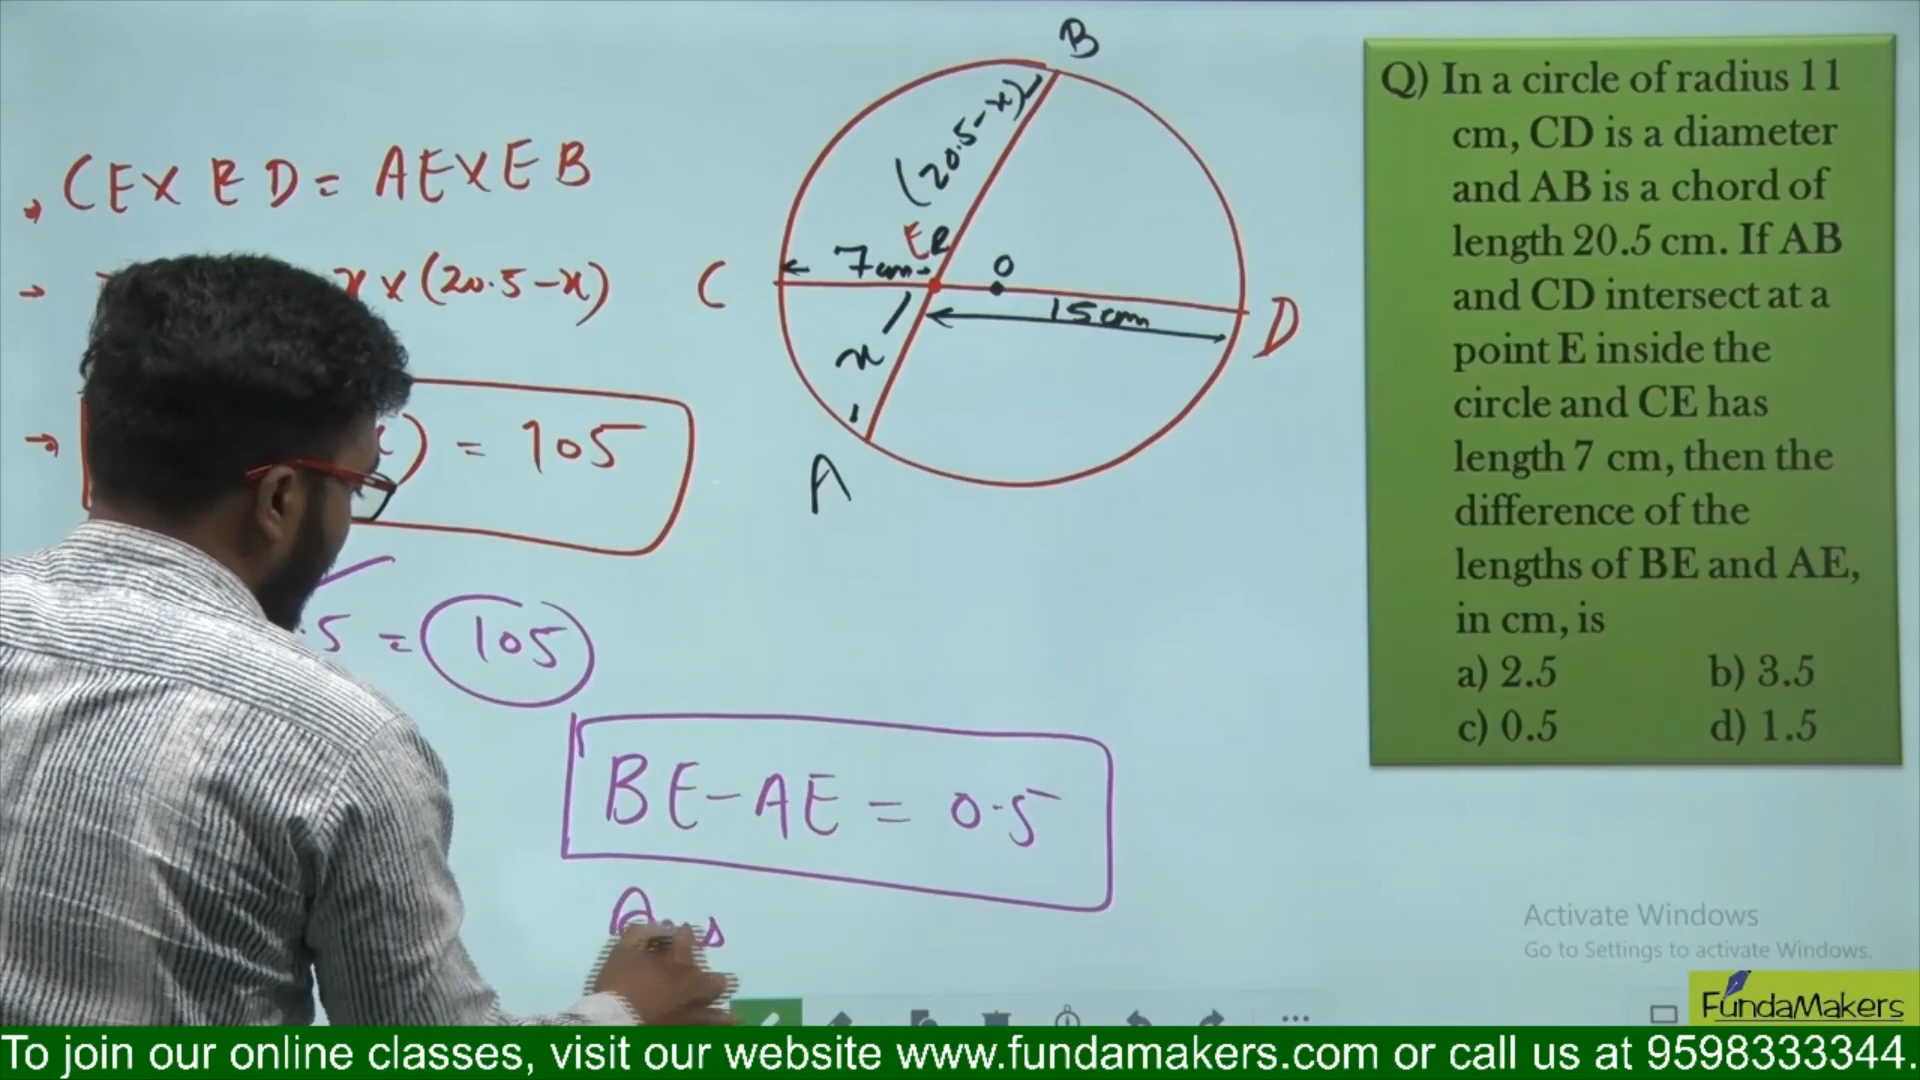 CE x ED = AE x EB
x x (20.5-x)
) = 105
.5 = 105
BE - AE = 0.5
Ans
B
(20.5-x)
E
7cm
O
C
15cm
D
x
A
Q) In a circle of radius 11
cm, CD is a diameter
and AB is a chord of
length 20.5 cm. If AB
and CD intersect at a
point E inside the
circle and CE has
length 7 cm, then the
difference of the
lengths of BE and AE,
in cm, is
a) 2.5 b) 3.5
c) 0.5 d) 1.5
Activate Windows
Go to Settings to activate Windows.
FundaMakers
To join our online classes, visit our website www.fundamakers.com or call us at 9598333344.